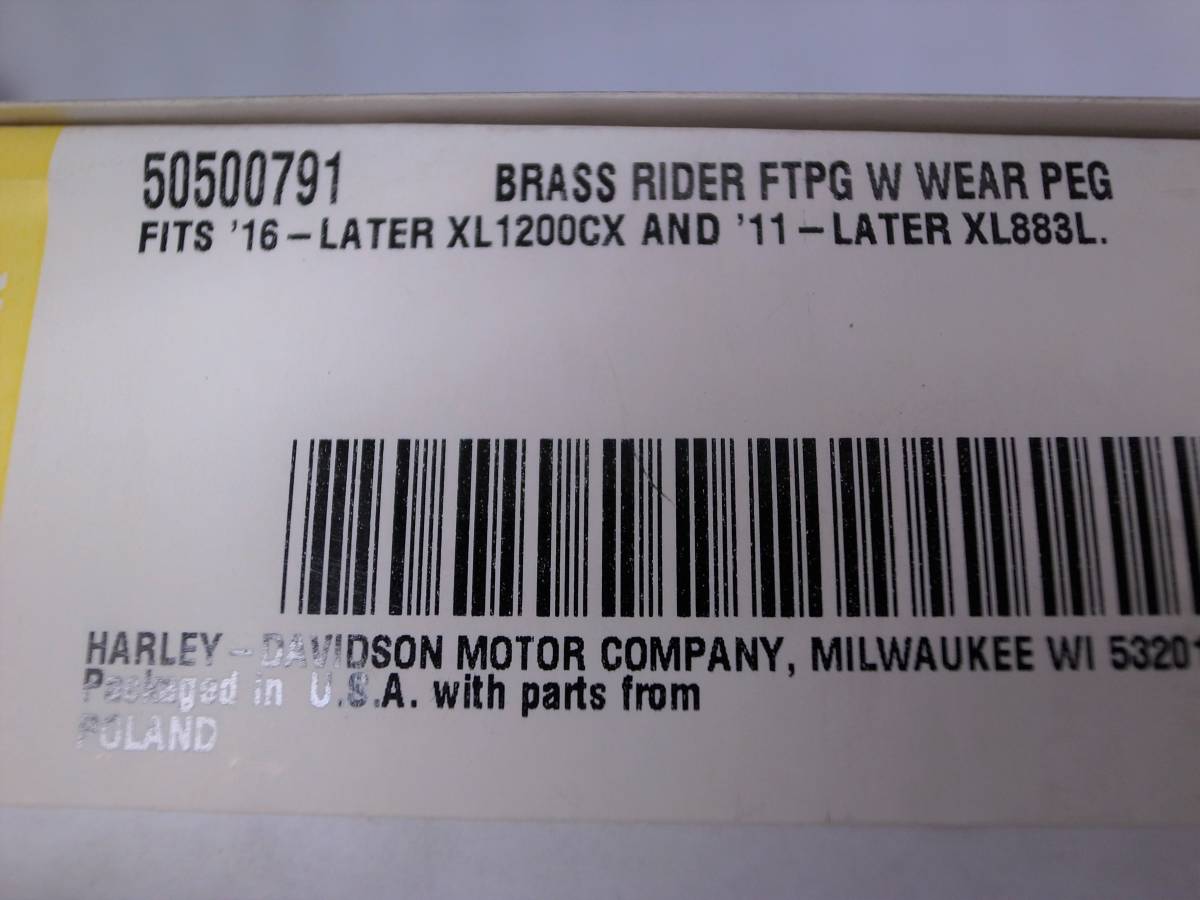 50500791 BRASS RIDER FTPG W WEAR PEG
FITS '16–LATER XL1200CX AND '11–LATER XL883L.
HARLEY–DAVIDSON MOTOR COMPANY, MILWAUKEE WI 53201
Packaged in U.S.A. with parts from
POLAND